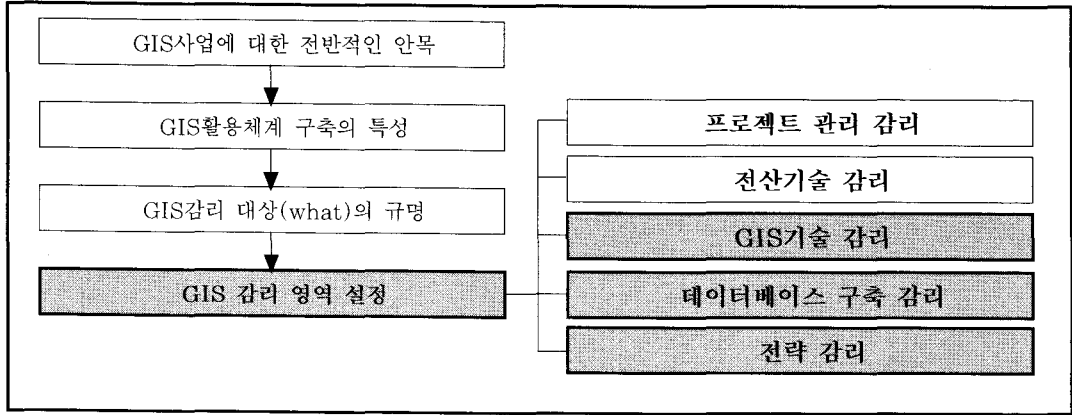 GIS사업에 대한 전반적인 안목
GIS활용체계 구축의 특성
GIS감리 대상(what)의 규명
GIS 감리 영역 설정
프로젝트 관리 감리
전산기술 감리
GIS기술 감리
데이터베이스 구축 감리
전략 감리